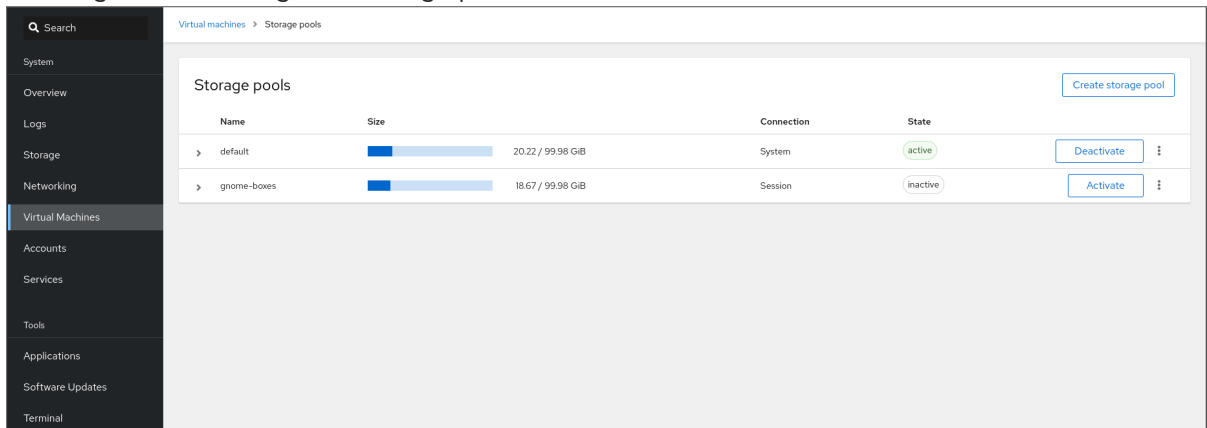 Search
Virtual machines > Storage pools
System
Overview
Logs
Storage
Networking
Virtual Machines
Accounts
Services
Tools
Applications
Software Updates
Terminal
Storage pools
Create storage pool
Name Size Connection State
default 20.22 / 99.98 GiB System active Deactivate
gnome-boxes 18.67 / 99.98 GiB Session inactive Activate